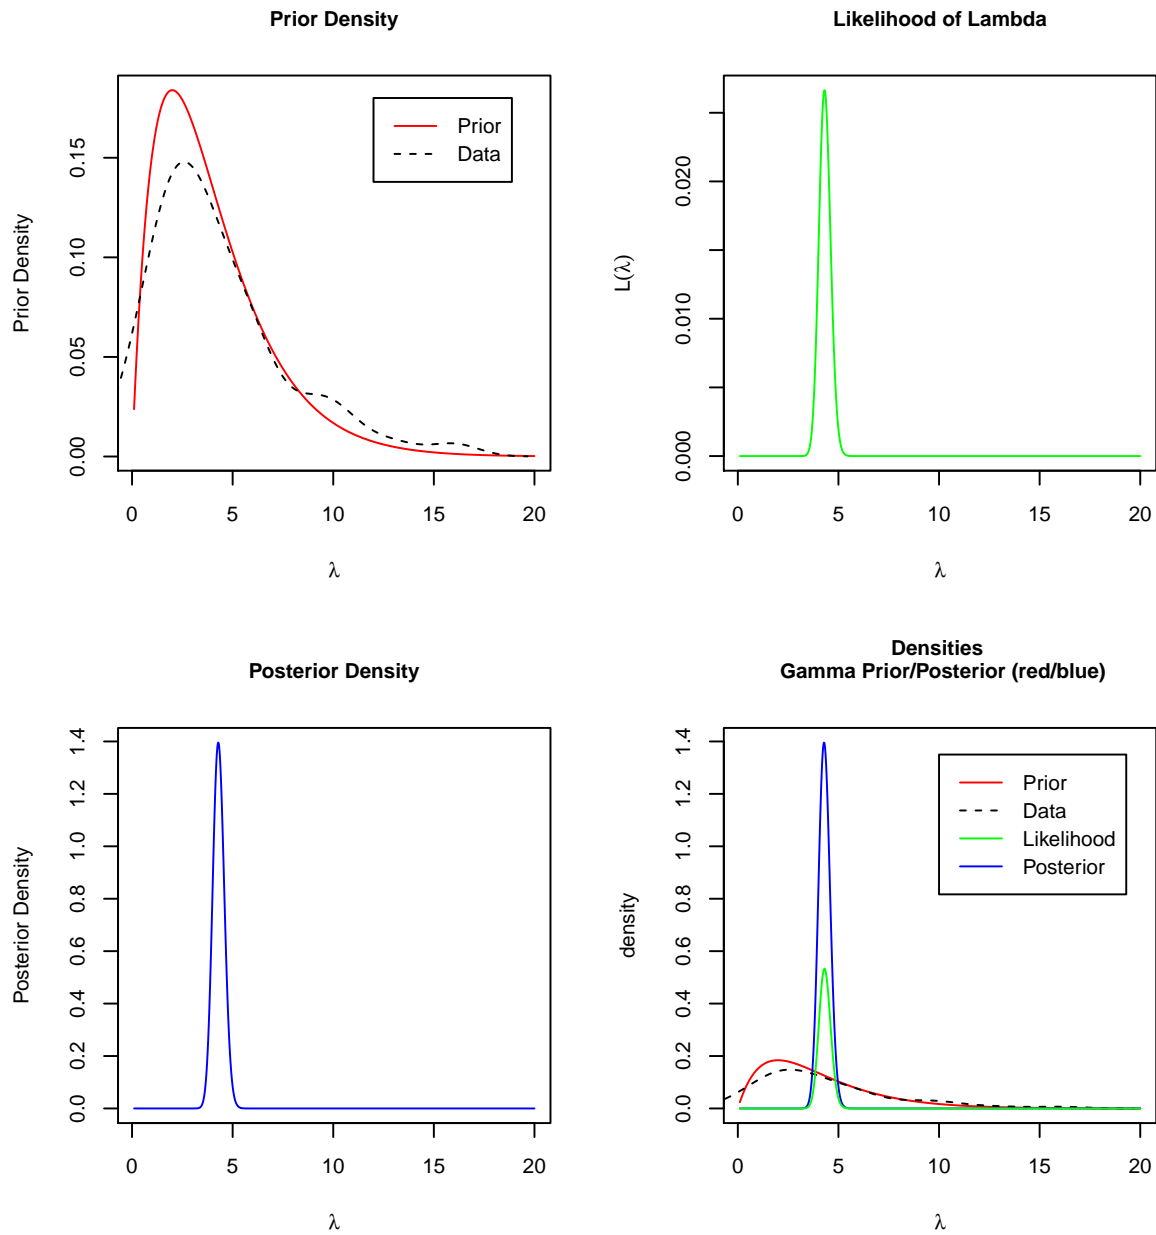 Prior Density
Prior Density
0.15
0.10
0.05
0.00
Prior
Data
0 5 10 15 20
λ
Likelihood of Lambda
L(λ)
0.020
0.010
0.000
0 5 10 15 20
λ
Posterior Density
Posterior Density
1.4
1.2
1.0
0.8
0.6
0.4
0.2
0.0
0 5 10 15 20
λ
Densities
Gamma Prior/Posterior (red/blue)
density
1.4
1.2
1.0
0.8
0.6
0.4
0.2
0.0
Prior
Data
Likelihood
Posterior
0 5 10 15 20
λ